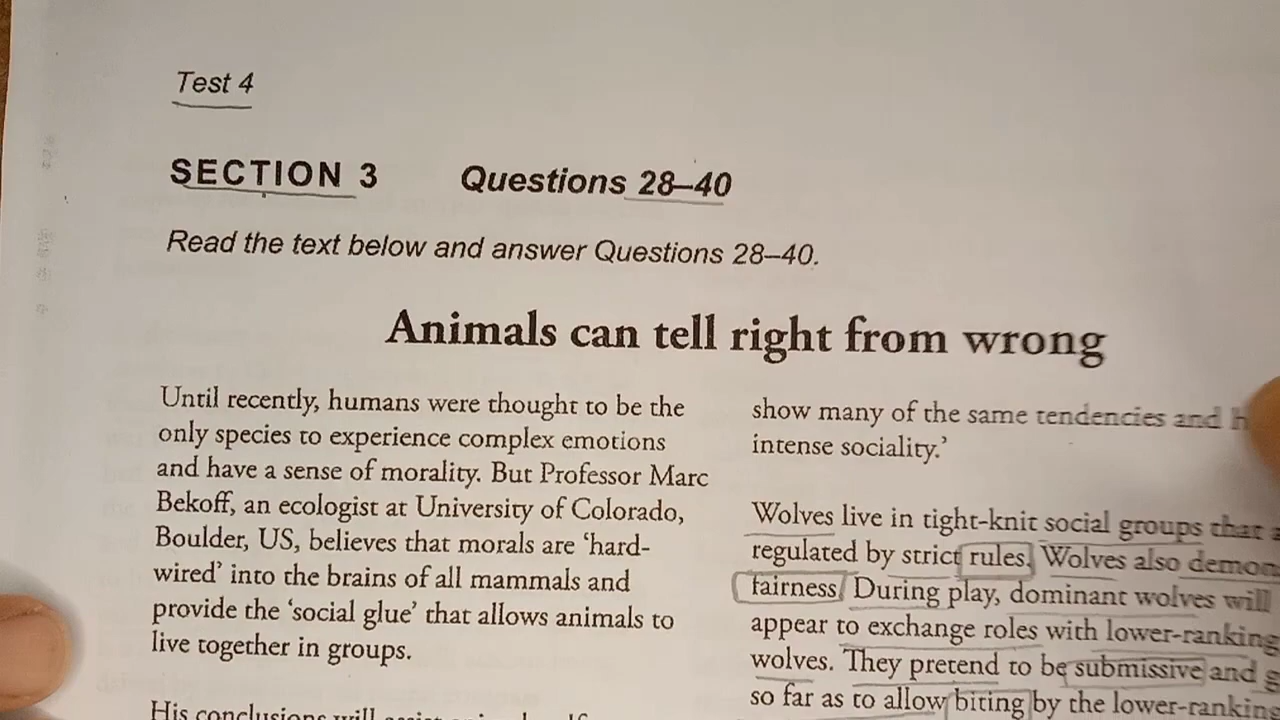 Test 4
SECTION 3 Questions 28–40
Read the text below and answer Questions 28–40.
Animals can tell right from wrong
Until recently, humans were thought to be the
only species to experience complex emotions
and have a sense of morality. But Professor Marc
Bekoff, an ecologist at University of Colorado,
Boulder, US, believes that morals are ‘hard-
wired’ into the brains of all mammals and
provide the ‘social glue’ that allows animals to
live together in groups.
His conclusions will
show many of the same tendencies and
intense sociality.’
Wolves live in tight-knit social groups that
regulated by strict rules. Wolves also
fairness. During play, dominant wolves will
appear to exchange roles with lower-ranking
wolves. They pretend to be submissive and
so far as to allow biting by the lower-ranking